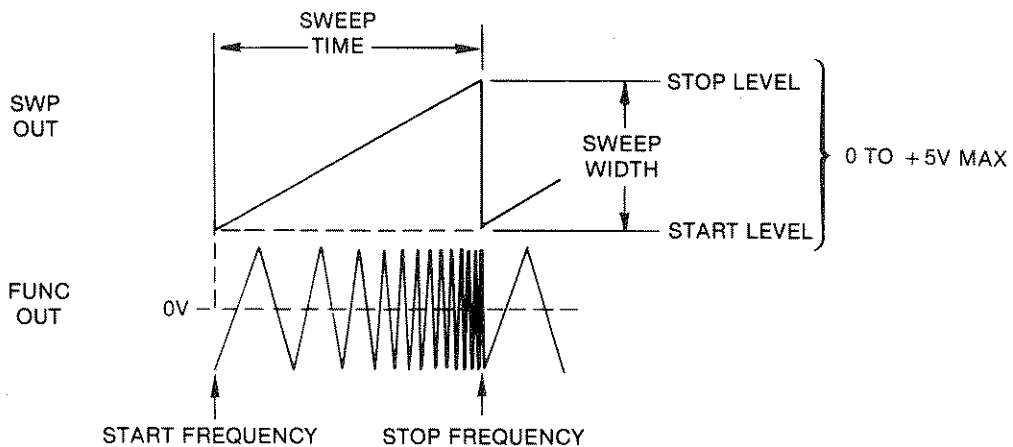 SWEEP
TIME
SWP
OUT
STOP LEVEL
SWEEP
WIDTH
0 TO +5V MAX
START LEVEL
FUNC
OUT
0V
START FREQUENCY
STOP FREQUENCY